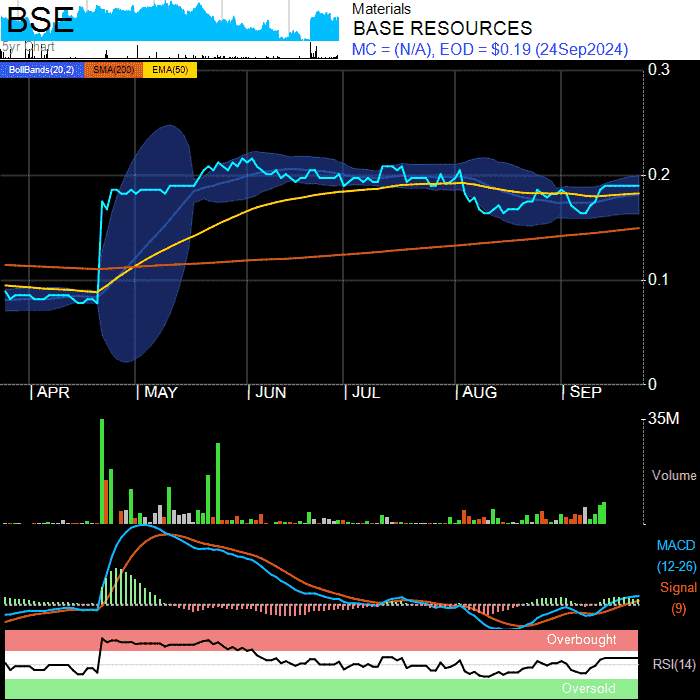 BSE
5yr Chart
Materials
BASE RESOURCES
MC = (N/A), EOD = $0.19 (24Sep2024)
BollBands(20,2) SMA(200) EMA(50)
0.3
0.2
0.1
0
APR MAY JUN JUL AUG SEP
35M
Volume
MACD
(12-26)
Signal
(9)
Overbought
RSI(14)
Oversold